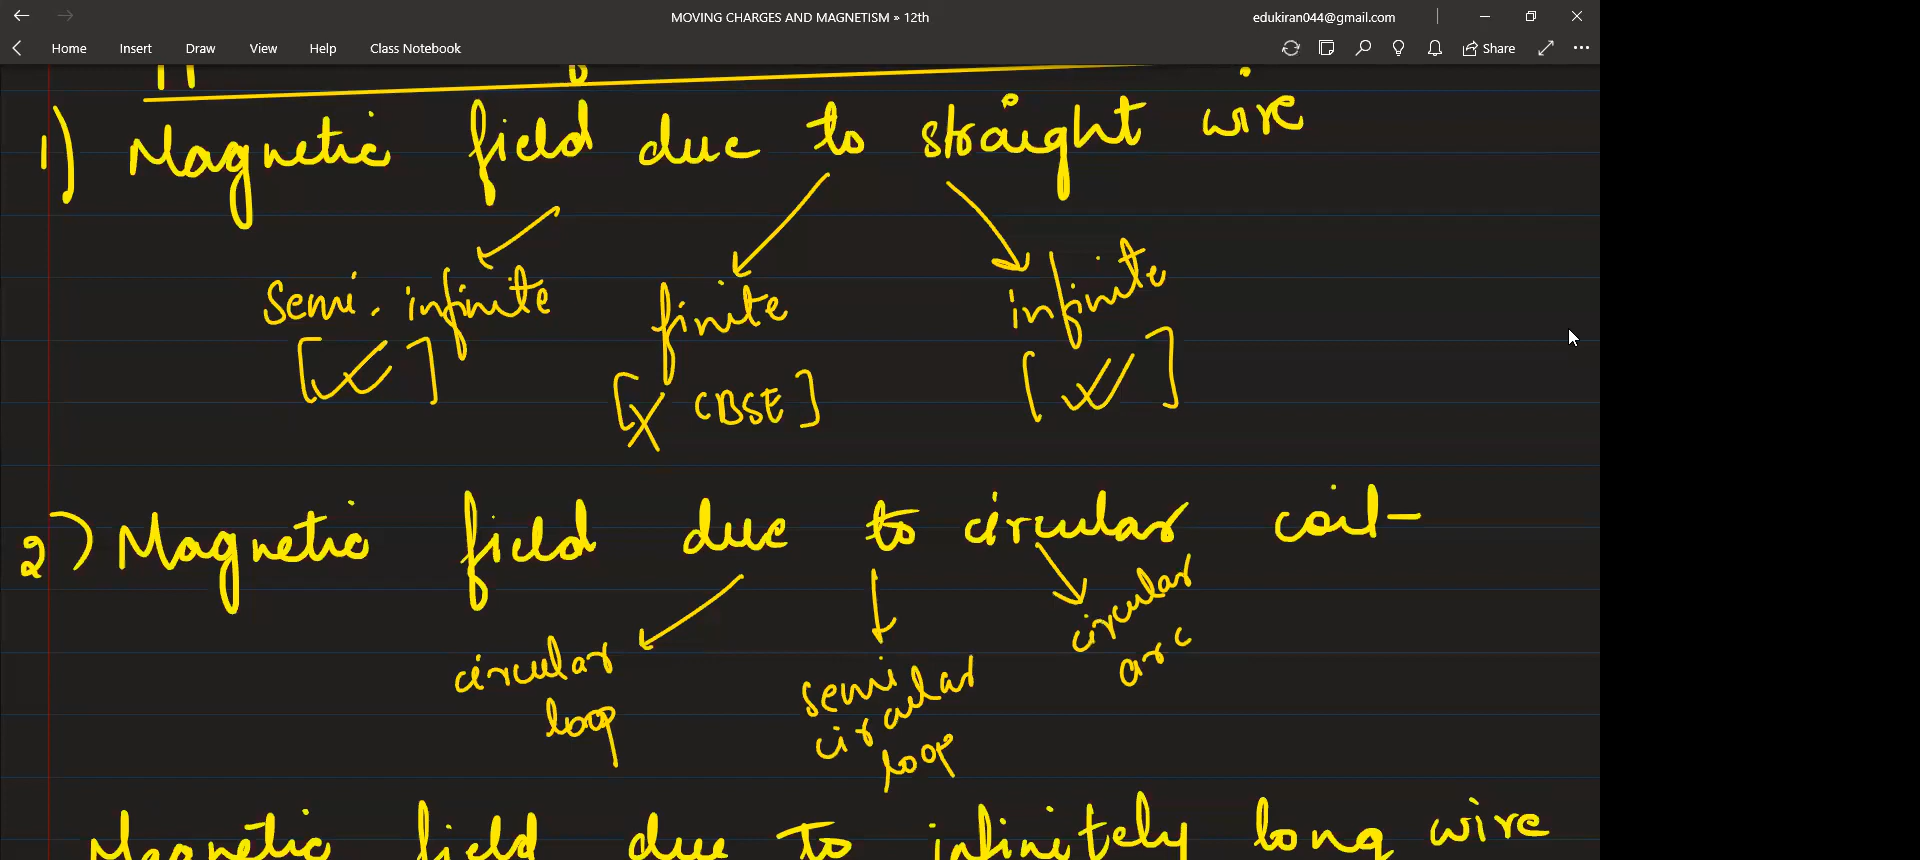 MOVING CHARGES AND MAGNETISM » 12th
edukiran044@gmail.com
Home Insert Draw View Help Class Notebook
Share
1) Magnetic field due to straight wire
semi-infinite
finite
infinite
[✓✓]
[X CBSE]
[✓✓]
2) Magnetic field due to circular coil-
circular
loop
semi
circular
loop
circular
arc
Magnetic field due to infinitely long wire